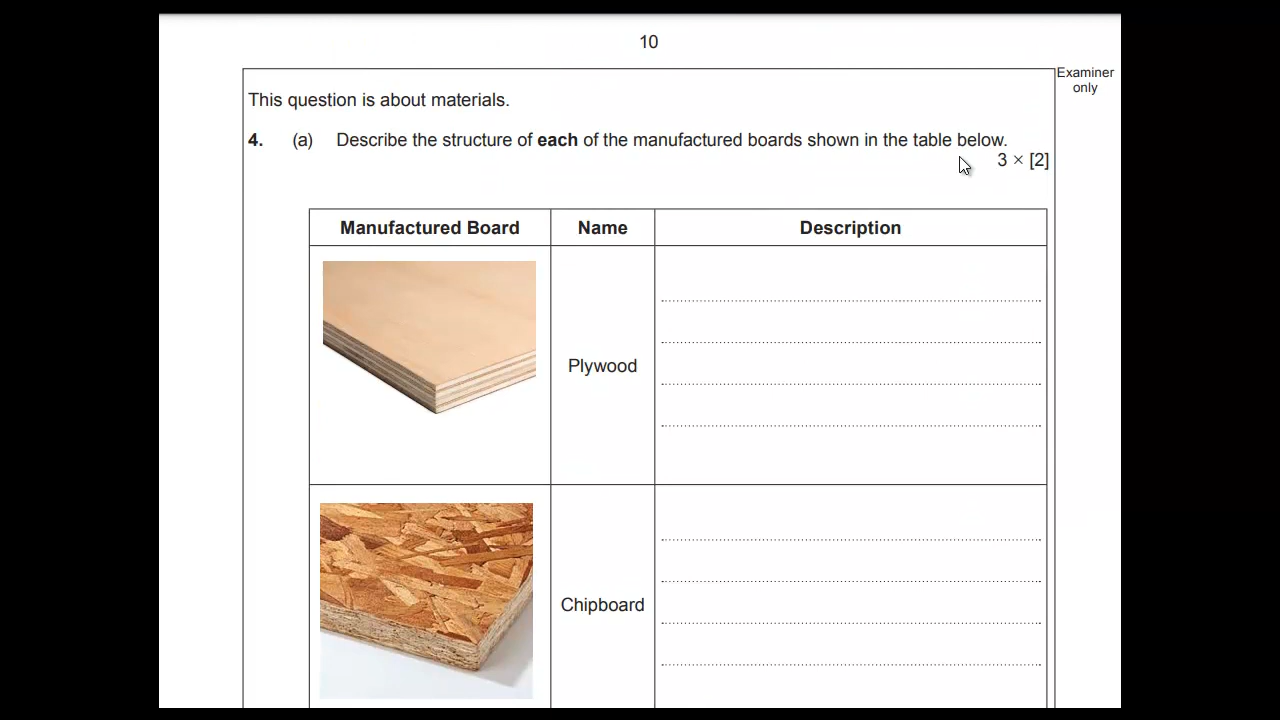 10
Examiner
only
This question is about materials.
4. (a) Describe the structure of each of the manufactured boards shown in the table below.
3 × [2]
Manufactured Board Name Description
Plywood
Chipboard